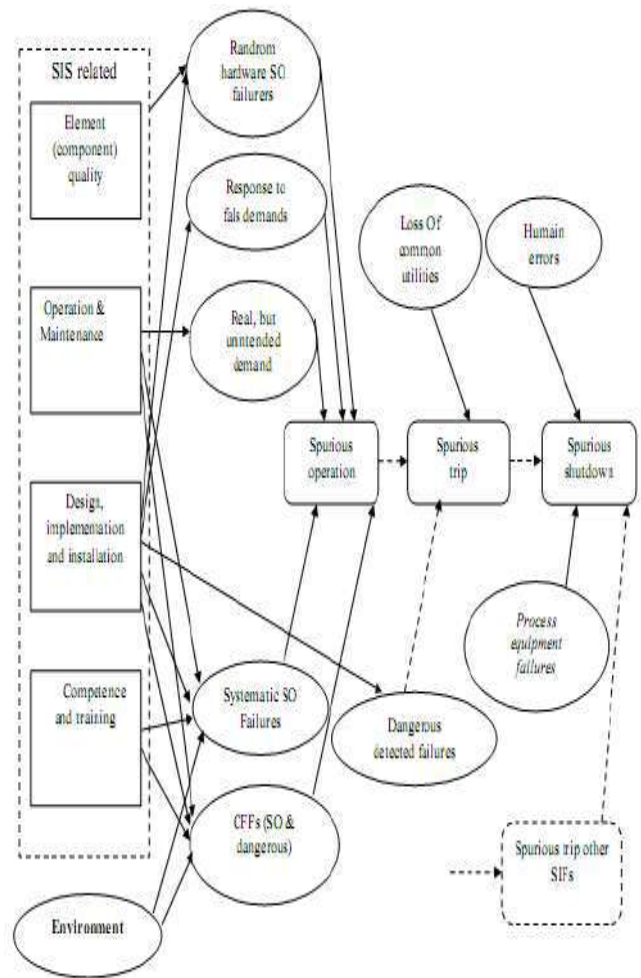 SIS related
Element
(component)
quality
Operation &
Maintenance
Design,
implementation
and installation
Competence
and training
Environment
Randrom
hardware SO
failurers
Response to
fals demands
Real, but
unintended
demand
Systematic SO
Failures
CFFs (SO &
dangerous)
Spurious
operation
Loss Of
common
utilities
Spurious
trip
Dangerous
detected failures
Humain
errors
Spurious
shutdown
Process
equipment
failures
Spurious trip other
SIFs